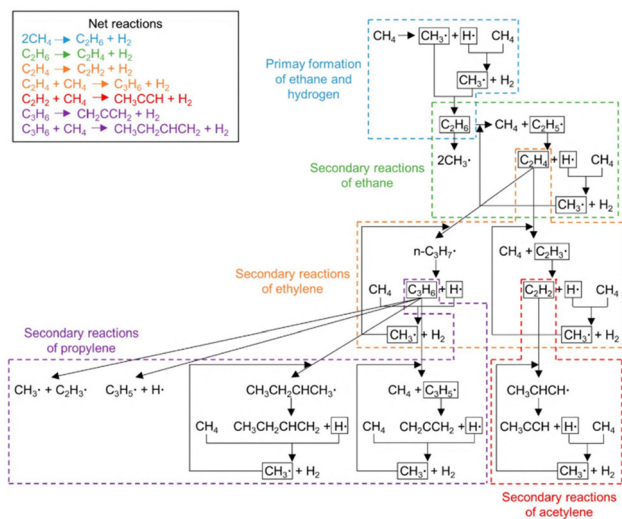 Net reactions
2CH₄ → C₂H₆ + H₂
C₂H₆ → C₂H₄ + H₂
C₂H₄ → C₂H₂ + H₂
C₂H₄ + CH₄ → C₃H₆ + H₂
C₂H₂ + CH₄ → CH₃CCH + H₂
C₃H₆ → CH₂CCH₂ + H₂
C₃H₆ + CH₄ → CH₃CH₂CHCH₂ + H₂
Primay formation
of ethane and
hydrogen
CH₄ → CH₃· + H· CH₄
CH₃· + H₂
C₂H₆ → CH₄ + C₂H₅·
Secondary reactions
of ethane
2CH₃·
C₂H₄ + H· CH₄
CH₃· + H₂
Secondary reactions
of ethylene
n-C₃H₇·
CH₄ C₃H₆ + H·
CH₃· + H₂
CH₄ + C₂H₃·
C₂H₂ + H· CH₄
CH₃· + H₂
Secondary reactions
of propylene
CH₃· + C₂H₃·
C₃H₅· + H·
CH₃CH₂CHCH₃·
CH₄ CH₃CH₂CHCH₂ + H·
CH₃· + H₂
CH₄ + C₃H₅·
CH₄ CH₂CCH₂ + H·
CH₃· + H₂
CH₃CHCH·
CH₃CCH + H· CH₄
CH₃· + H₂
Secondary reactions
of acetylene